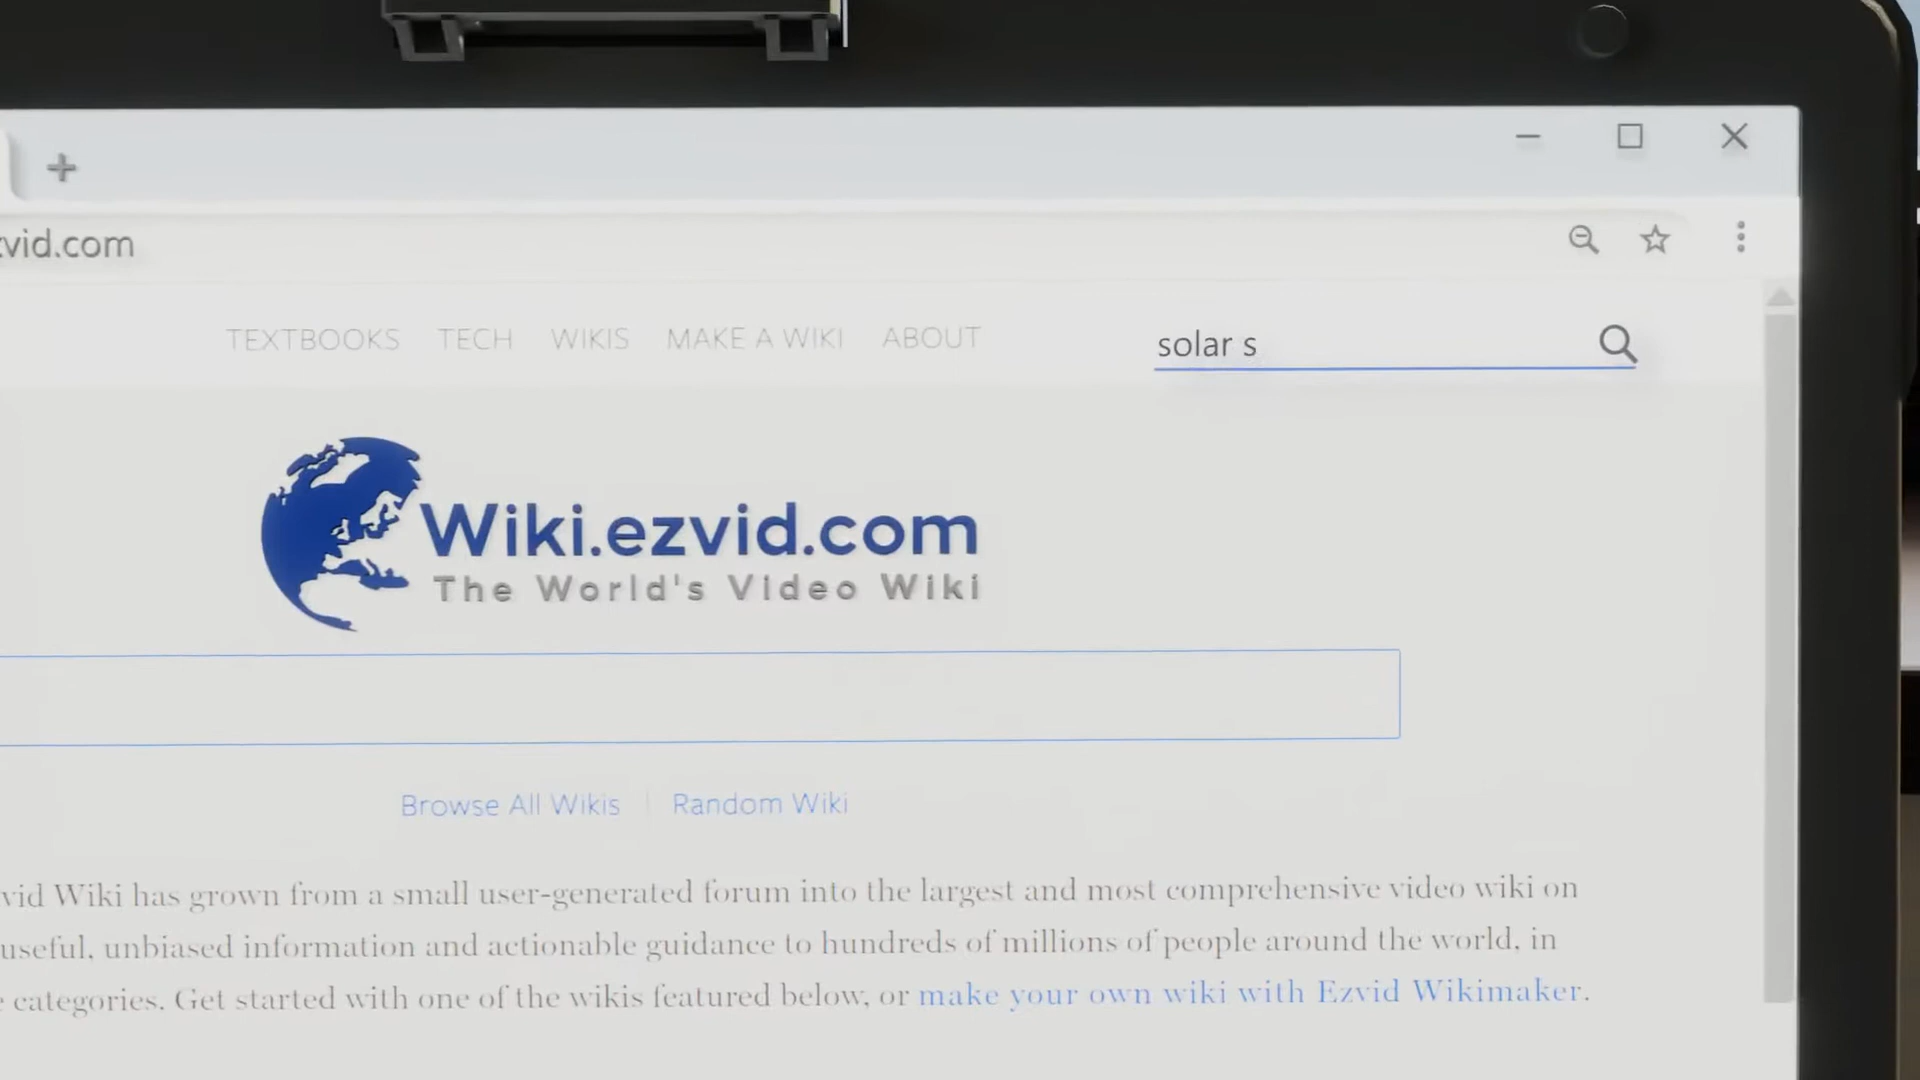 vid.com
TEXTBOOKS TECH WIKIS MAKE A WIKI ABOUT
solar s
Wiki.ezvid.com
The World's Video Wiki
Browse All Wikis | Random Wiki
vid Wiki has grown from a small user-generated forum into the largest and most comprehensive video wiki on
useful, unbiased information and actionable guidance to hundreds of millions of people around the world, in
categories. Get started with one of the wikis featured below, or make your own wiki with Ezvid Wikimaker.